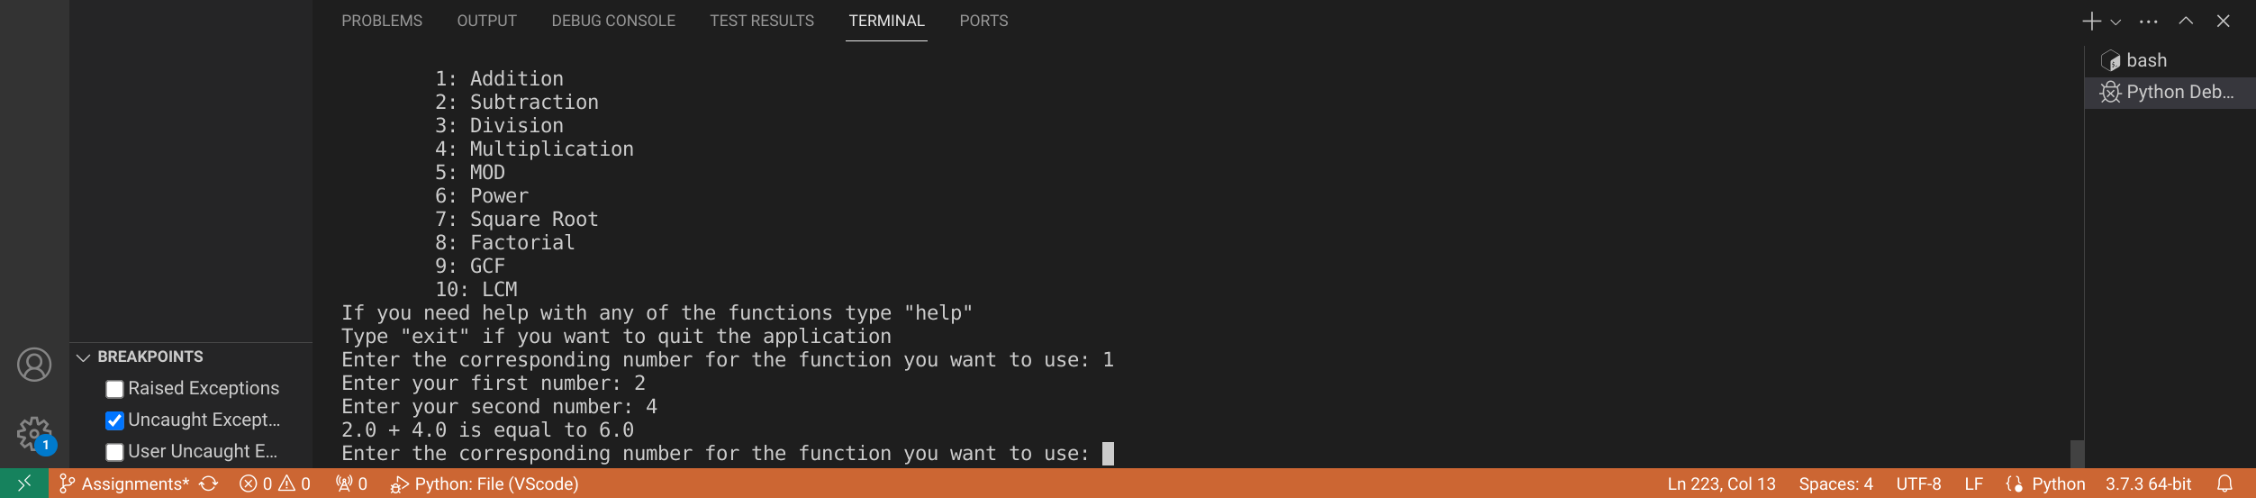 PROBLEMS OUTPUT DEBUG CONSOLE TEST RESULTS TERMINAL PORTS
bash
Python Deb...
1: Addition
2: Subtraction
3: Division
4: Multiplication
5: MOD
6: Power
7: Square Root
8: Factorial
9: GCF
10: LCM
If you need help with any of the functions type "help"
Type "exit" if you want to quit the application
Enter the corresponding number for the function you want to use: 1
Enter your first number: 2
Enter your second number: 4
2.0 + 4.0 is equal to 6.0
Enter the corresponding number for the function you want to use:
BREAKPOINTS
Raised Exceptions
Uncaught Except...
User Uncaught E...
1
Assignments* 0 0 0 Python: File (VScode) Ln 223, Col 13 Spaces: 4 UTF-8 LF Python 3.7.3 64-bit